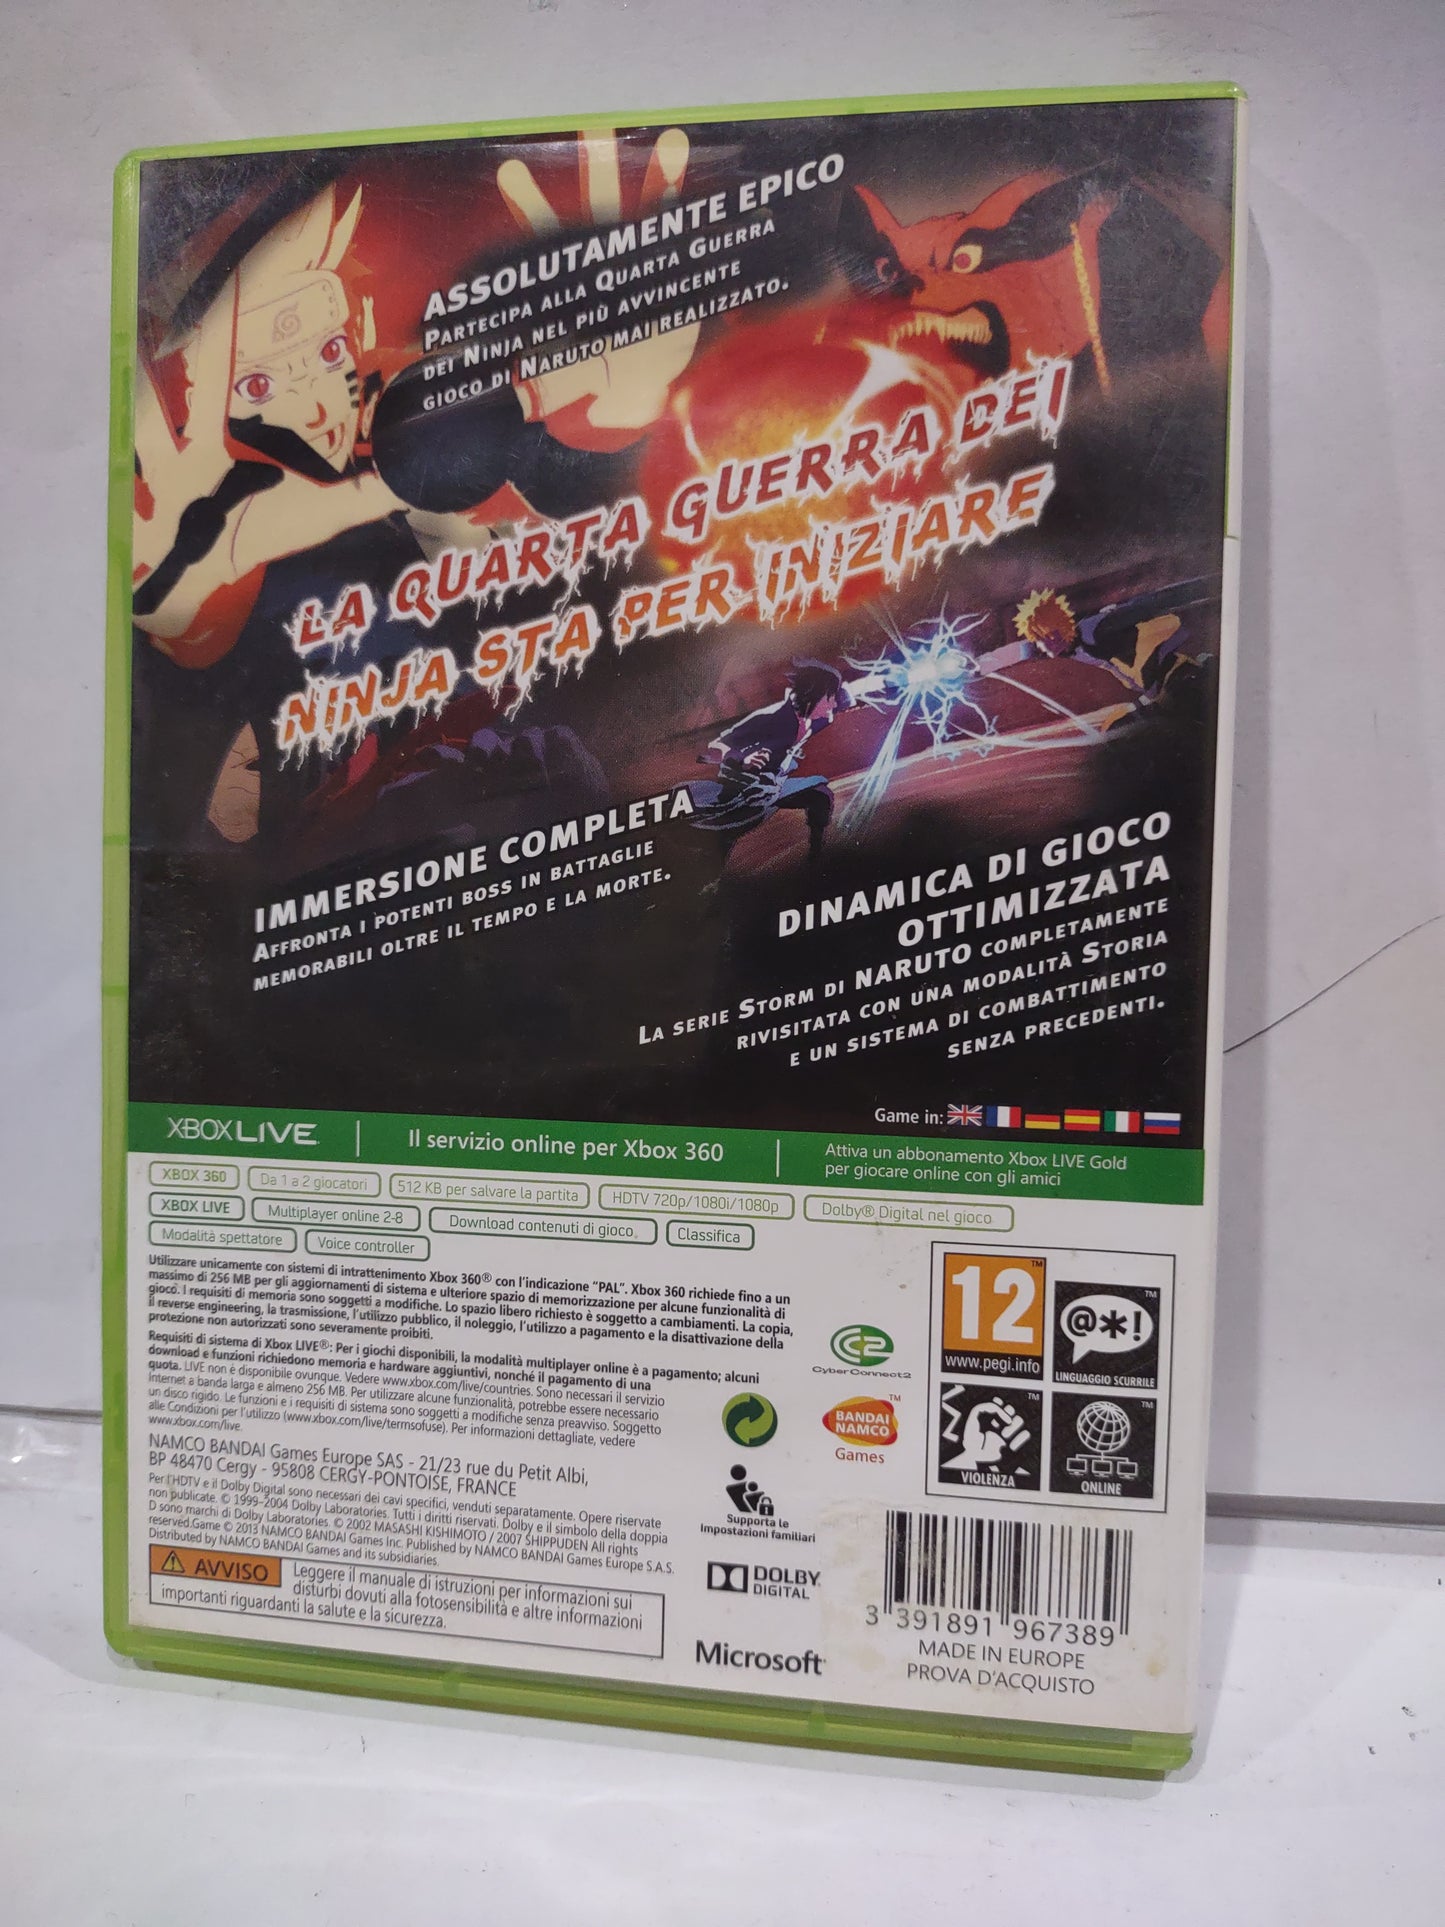 ASSOLUTAMENTE EPICO
PARTECIPA ALLA QUARTA GUERRA
DEI NINJA NEL PIÙ AVVINCENTE
GIOCO DI NARUTO MAI REALIZZATO.
LA QUARTA GUERRA DEI
NINJA STA PER INIZIARE
IMMERSIONE COMPLETA
AFFRONTA I POTENTI BOSS IN BATTAGLIE
MEMORABILI OLTRE IL TEMPO E LA MORTE.
DINAMICA DI GIOCO
OTTIMIZZATA
LA SERIE STORM DI NARUTO COMPLETAMENTE
RIVISITATA CON UNA MODALITÀ STORIA
E UN SISTEMA DI COMBATTIMENTO
SENZA PRECEDENTI.
Game in:
XBOX LIVE
Il servizio online per Xbox 360
Attiva un abbonamento Xbox LIVE Gold
per giocare online con gli amici
XBOX 360
Da 1 a 2 giocatori
512 KB per salvare la partita
HDTV 720p/1080i/1080p
Dolby® Digital nel gioco
XBOX LIVE
Multiplayer online 2-8
Download contenuti di gioco
Classifica
Modalità spettatore
Voice controller
Utilizzare unicamente con sistemi di intrattenimento Xbox 360® con l'indicazione "PAL". Xbox 360 richiede fino a un
massimo di 256 MB per gli aggiornamenti di sistema e ulteriore spazio di memorizzazione per alcune funzionalità di
gioco. I requisiti di memoria sono soggetti a modifiche. Lo spazio libero richiesto è soggetto a cambiamenti. La copia,
il reverse engineering, la trasmissione, l'utilizzo pubblico, il noleggio, l'utilizzo a pagamento e la disattivazione della
protezione non autorizzati sono severamente proibiti.
Requisiti di sistema di Xbox LIVE®: Per i giochi disponibili, la modalità multiplayer online è a pagamento; alcuni
download e funzioni richiedono memoria e hardware aggiuntivi, nonché il pagamento di una
quota. LIVE non è disponibile ovunque. Vedere www.xbox.com/live/countries. Sono necessari il servizio
Internet a banda larga e almeno 256 MB. Per utilizzare alcune funzionalità, potrebbe essere necessario
un disco rigido. Le funzioni e i requisiti di sistema sono soggetti a modifiche senza preavviso. Soggetto
alle Condizioni per l'utilizzo (www.xbox.com/live/termsofuse). Per informazioni dettagliate, vedere
www.xbox.com/live.
NAMCO BANDAI Games Europe SAS - 21/23 rue du Petit Albi,
BP 48470 Cergy - 95808 CERGY-PONTOISE, FRANCE
Per l'HDTV e il Dolby Digital sono necessari dei cavi specifici, venduti separatamente. Opere riservate
non publicate. © 1999-2004 Dolby Laboratories. Tutti i diritti riservati. Dolby e il simbolo della doppia
D sono marchi di Dolby Laboratories. © 2002 MASASHI KISHIMOTO / 2007 SHIPPUDEN All rights
reserved.Game © 2013 NAMCO BANDAI Games Inc. Published by NAMCO BANDAI Games Europe S.A.S.
Distributed by NAMCO BANDAI Games and its subsidiaries.
AVVISO
Leggere il manuale di istruzioni per informazioni sui
disturbi dovuti alla fotosensibilità e altre informazioni
importanti riguardanti la salute e la sicurezza.
CyberConnect2
BANDAI
NAMCO
TM
Games
Supporta le
Impostazioni familiari
DOLBY
DIGITAL
Microsoft
12
TM
www.pegi.info
@*!
TM
LINGUAGGIO SCURRILE
TM
VIOLENZA
TM
ONLINE
3 391891 967389
MADE IN EUROPE
PROVA D'ACQUISTO